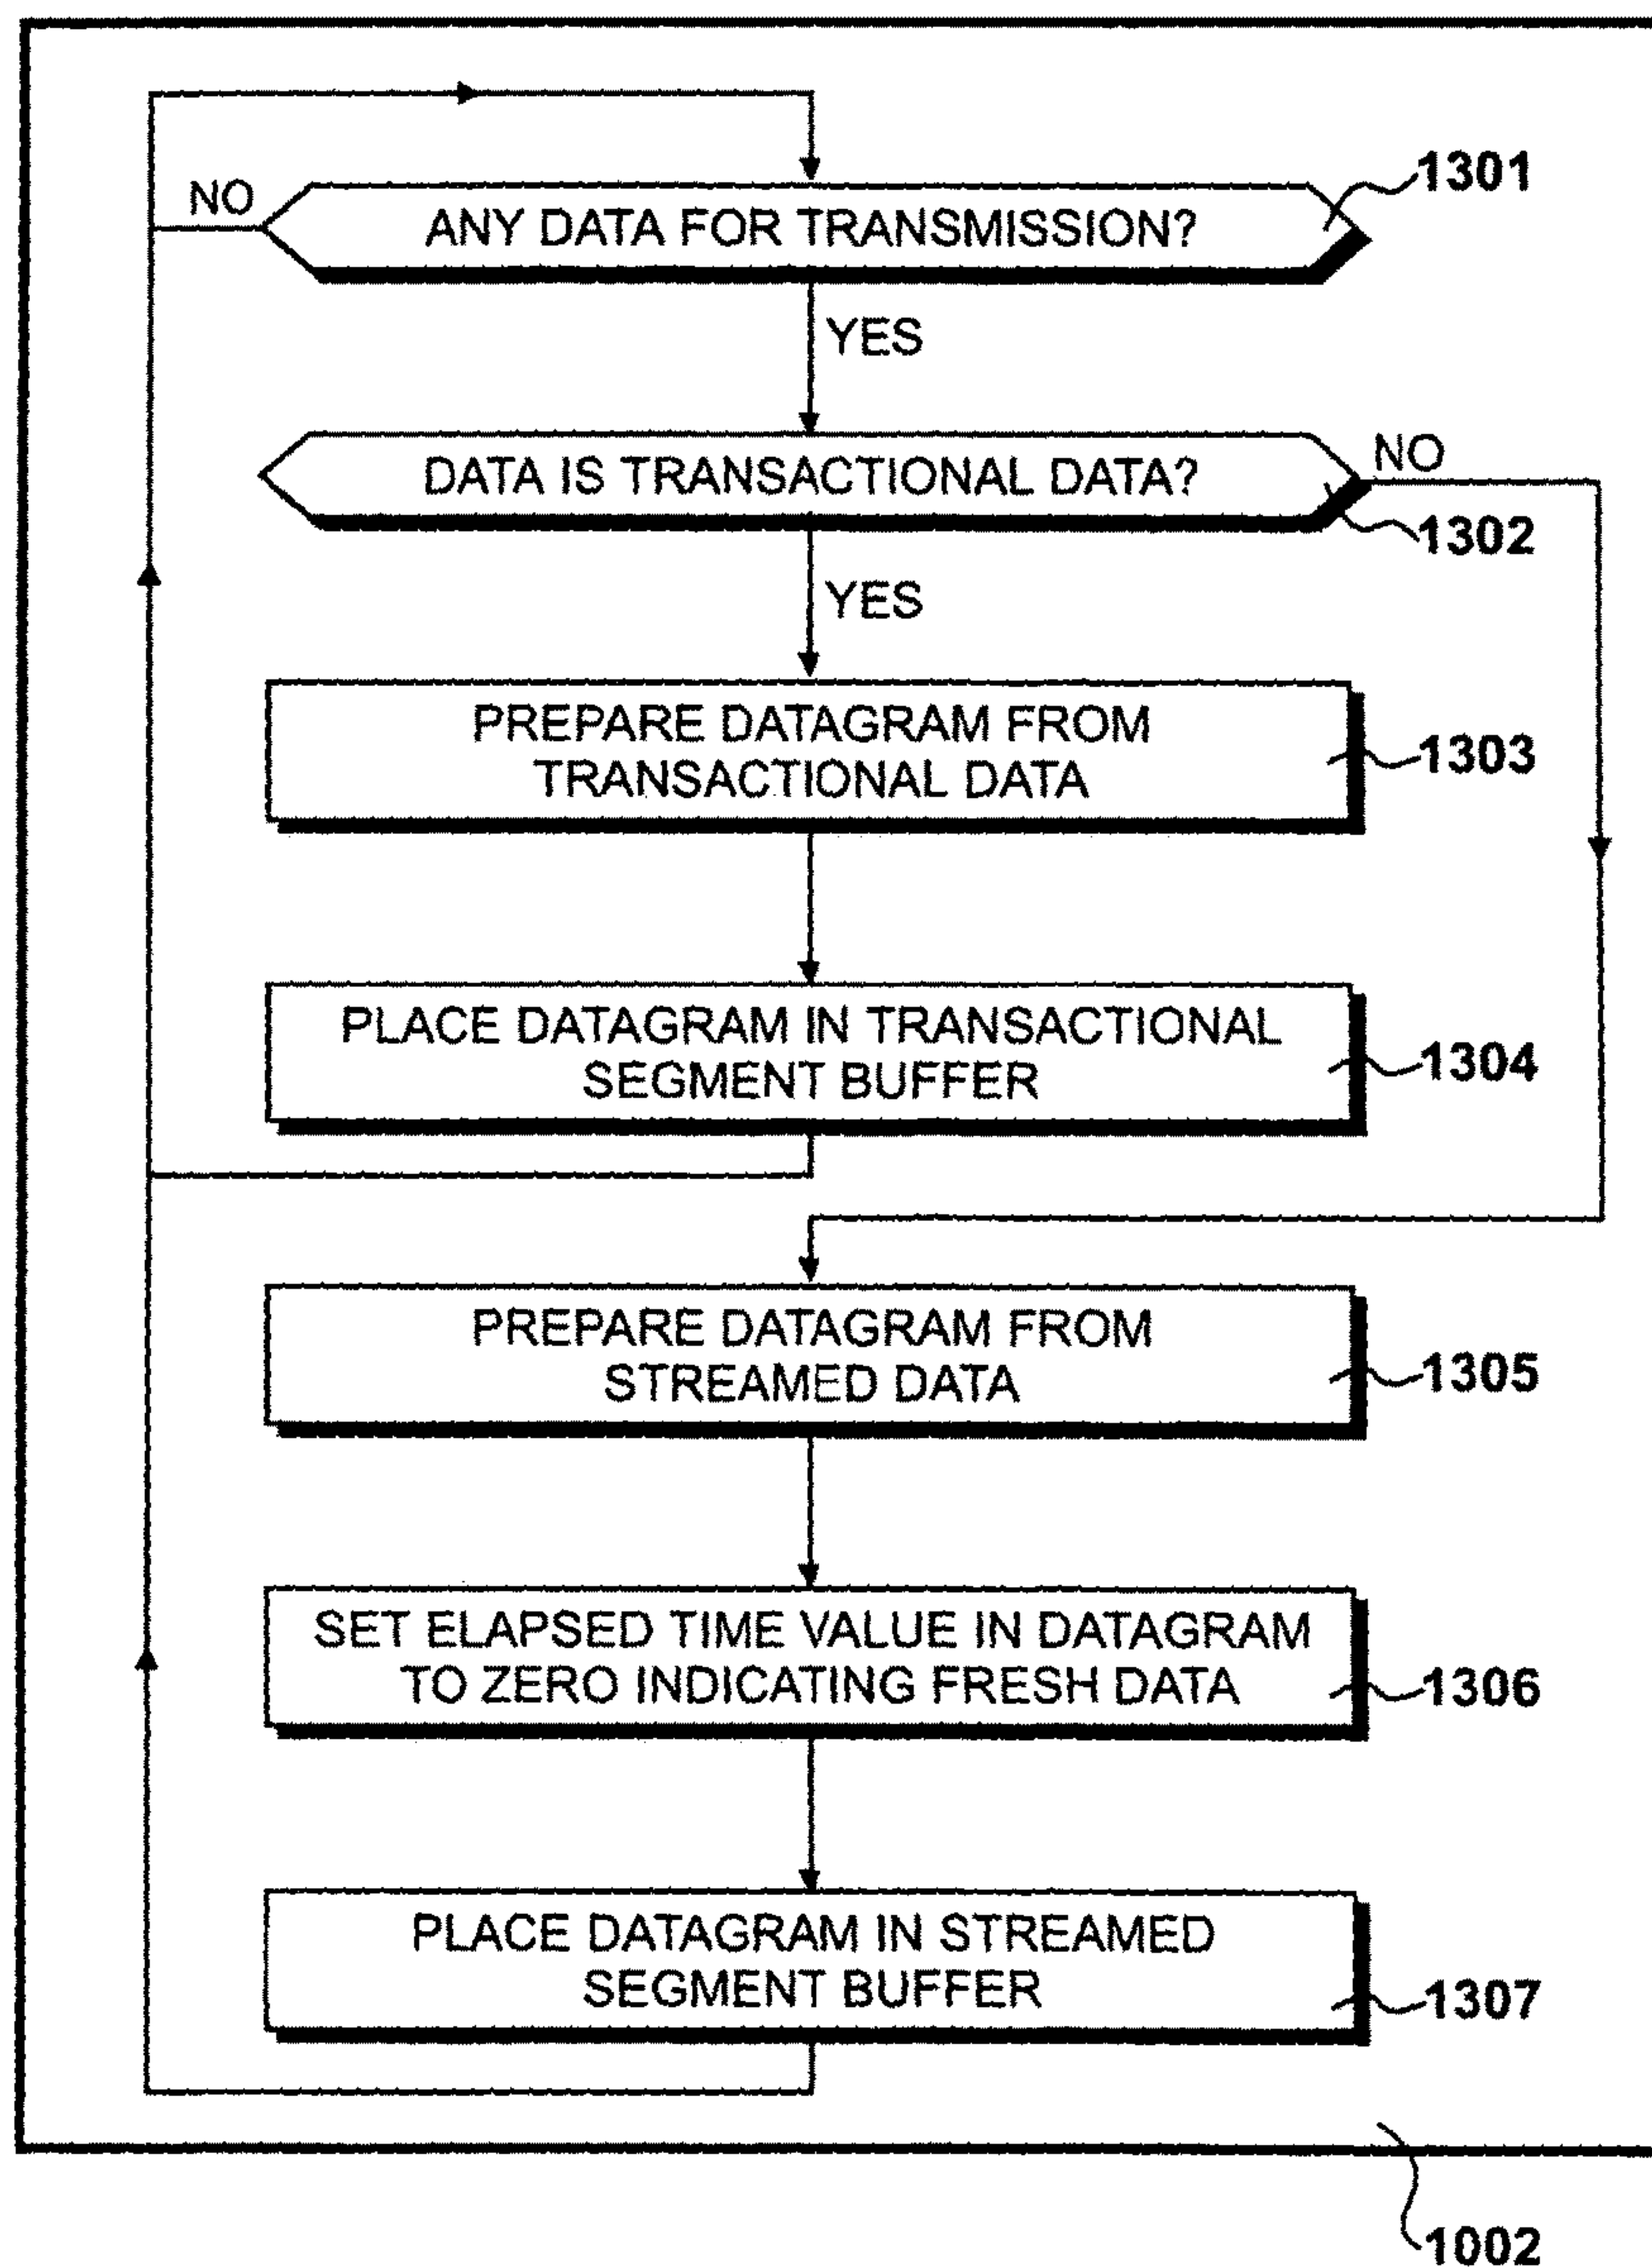 1301
NO
ANY DATA FOR TRANSMISSION?
YES
NO
DATA IS TRANSACTIONAL DATA?
1302
YES
PREPARE DATAGRAM FROM
TRANSACTIONAL DATA
1303
PLACE DATAGRAM IN TRANSACTIONAL
SEGMENT BUFFER
1304
PREPARE DATAGRAM FROM
STREAMED DATA
1305
SET ELAPSED TIME VALUE IN DATAGRAM
TO ZERO INDICATING FRESH DATA
1306
PLACE DATAGRAM IN STREAMED
SEGMENT BUFFER
1307
1002